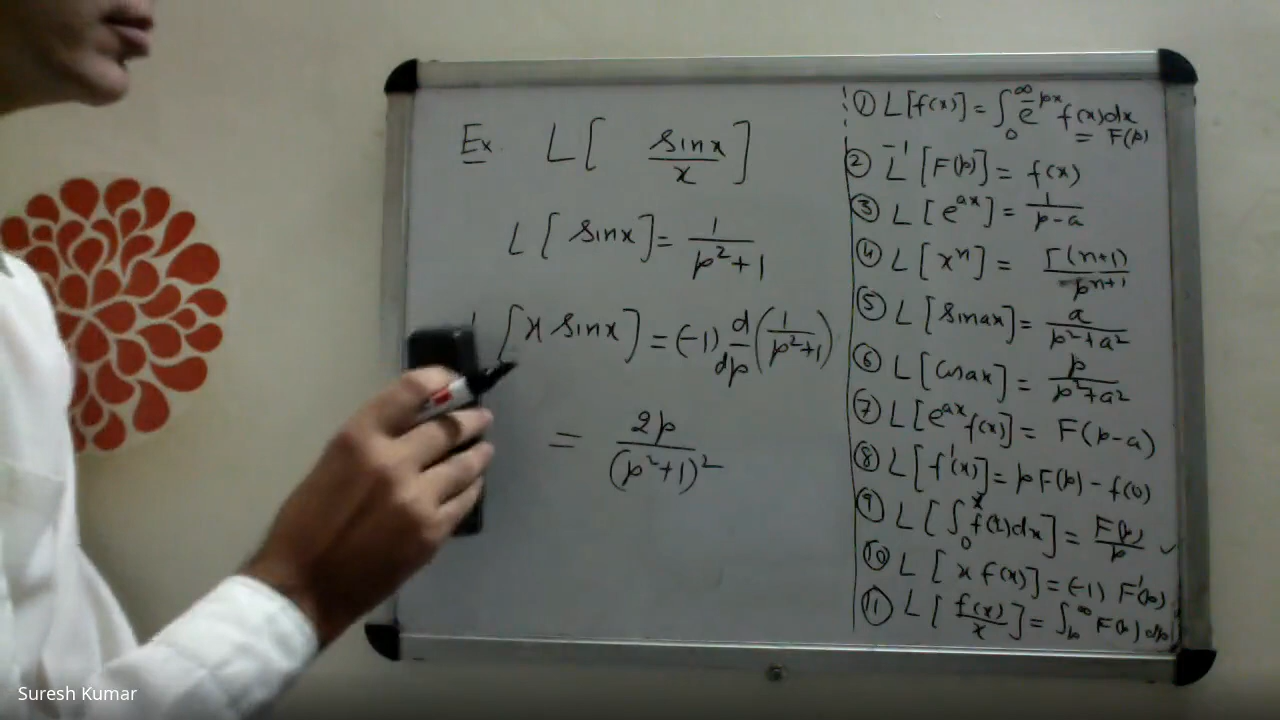 Ex. L[ sinx/x ]
L[ sinx ] = 1/(p²+1)
[x sinx] = (-1) d/dp (1/(p²+1))
= 2p/(p²+1)²
① L[f(x)] = ∫₀^∞ e^-px f(x)dx
= F(p)
② L⁻¹[F(p)] = f(x)
③ L[e^ax] = 1/(p-a)
④ L[x^n] = Γ(n+1)/p^(n+1)
⑤ L[sinax] = a/(p²+a²)
⑥ L[cosax] = p/(p²+a²)
⑦ L[e^ax f(x)] = F(p-a)
⑧ L[f'(x)] = pF(p) - f(0)
⑨ L[∫₀^x f(x)dx] = F(p)/p ✓
⑩ L[x f(x)] = (-1) F'(p)
⑪ L[f(x)/x] = ∫ₚ^∞ F(p) dp
Suresh Kumar